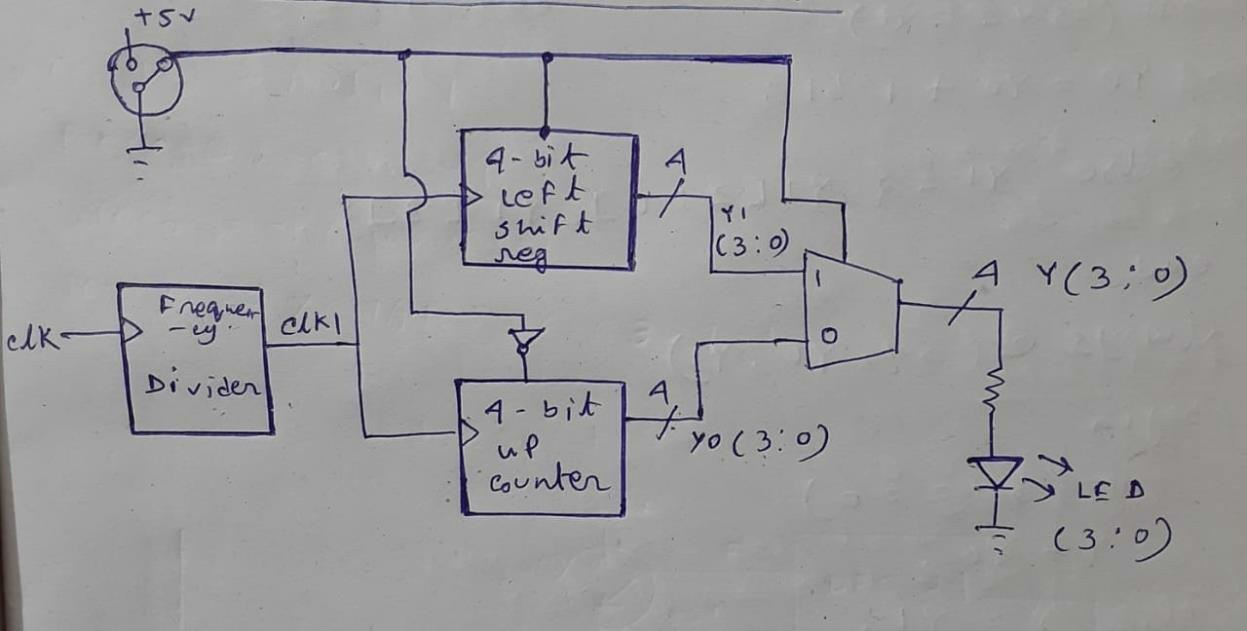 +5V
4-bit
Left
shift
reg
4
Y1
(3:0)
1
0
4
Y(3:0)
clk
Frequen
-cy
Divider
clk1
4-bit
up
counter
4
Y0(3:0)
LED
(3:0)